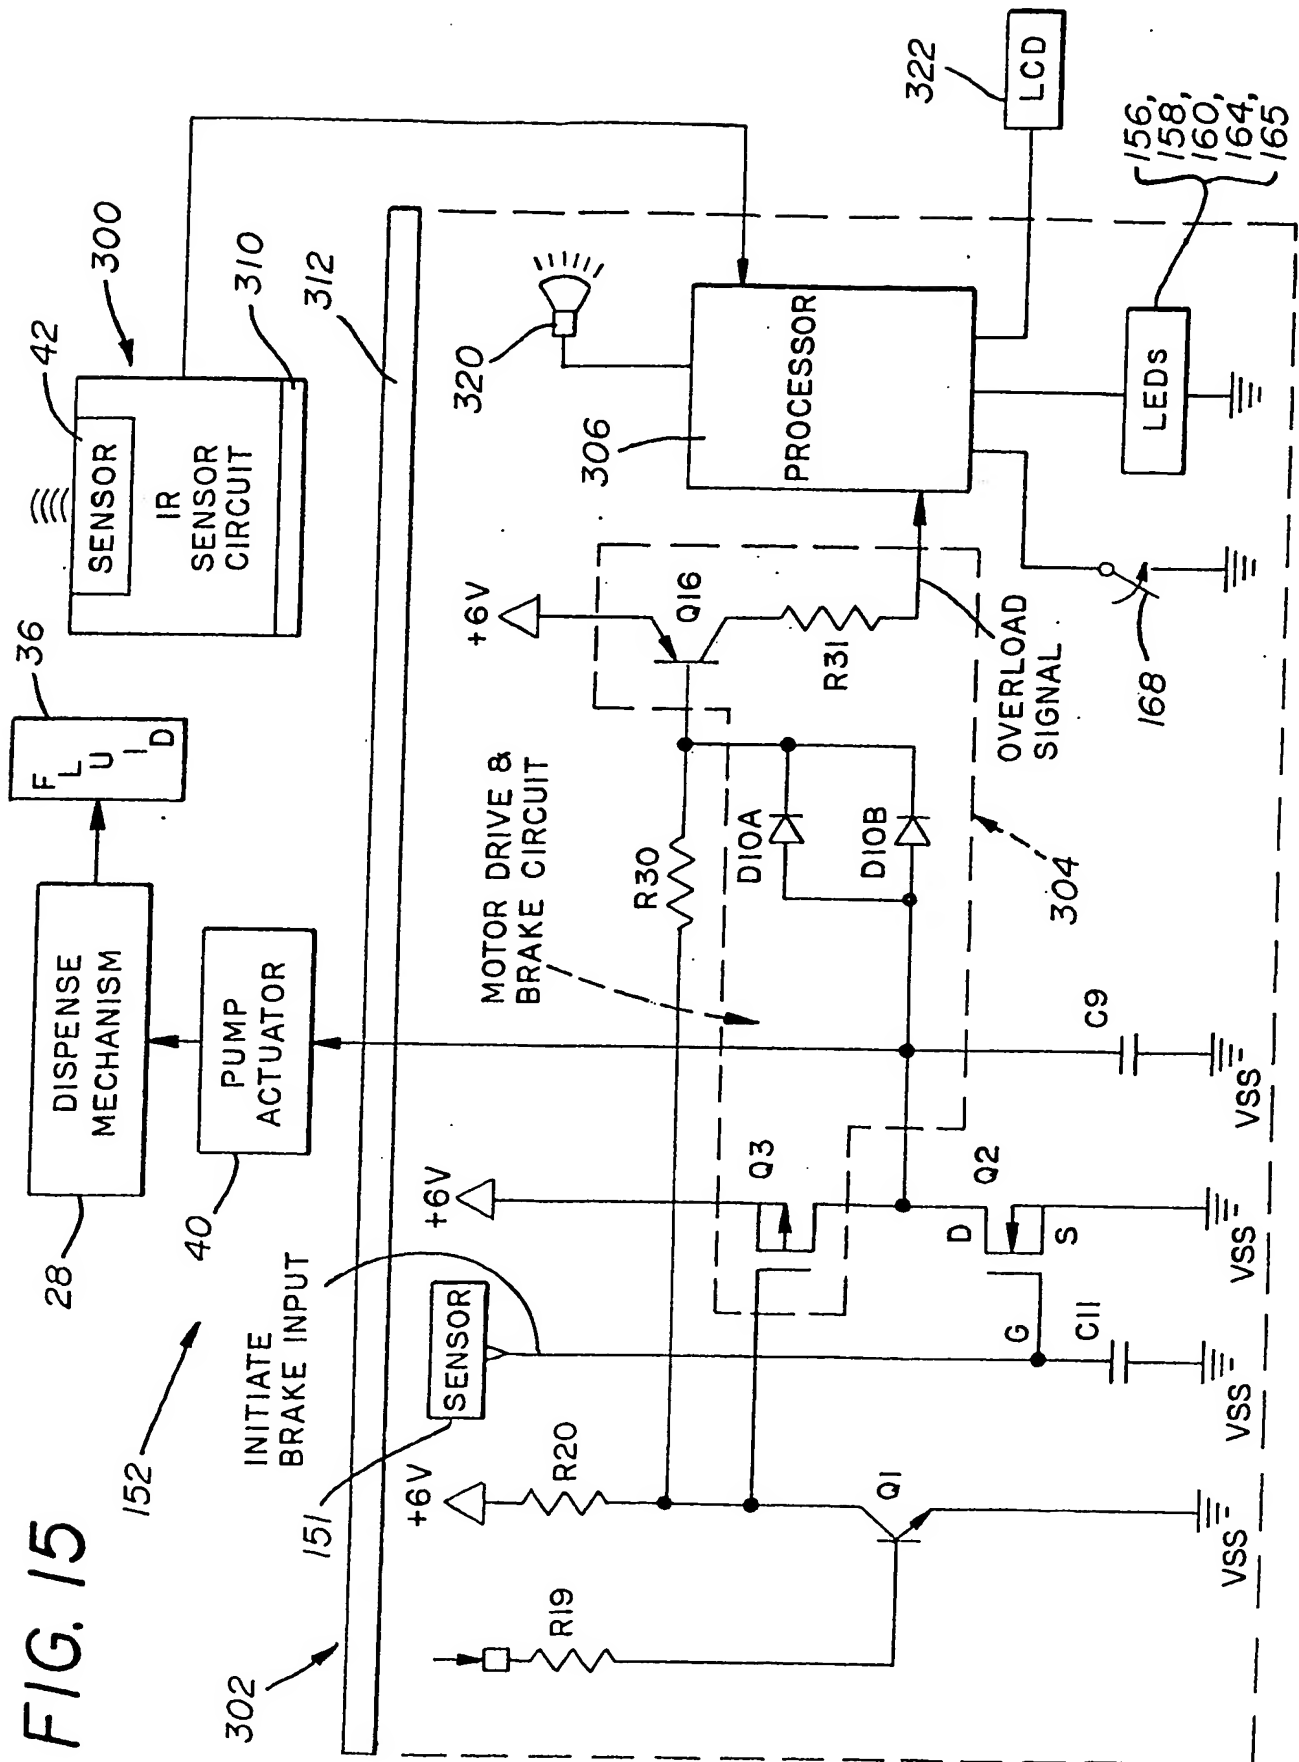 FIG. 15
152
302
28
DISPENSE
MECHANISM
40
PUMP
ACTUATOR
36
FLUID
42
SENSOR
IR
SENSOR
CIRCUIT
300
310
312
INITIATE
BRAKE INPUT
151
SENSOR
+6V
R20
R19
Q1
VSS
+6V
Q3
Q2
D
S
G
C11
VSS
VSS
C9
VSS
MOTOR DRIVE &
BRAKE CIRCUIT
R30
D10A
D10B
304
+6V
Q16
R31
OVERLOAD
SIGNAL
320
306
PROCESSOR
168
LEDS
156,
158,
160,
164,
165
322
LCD